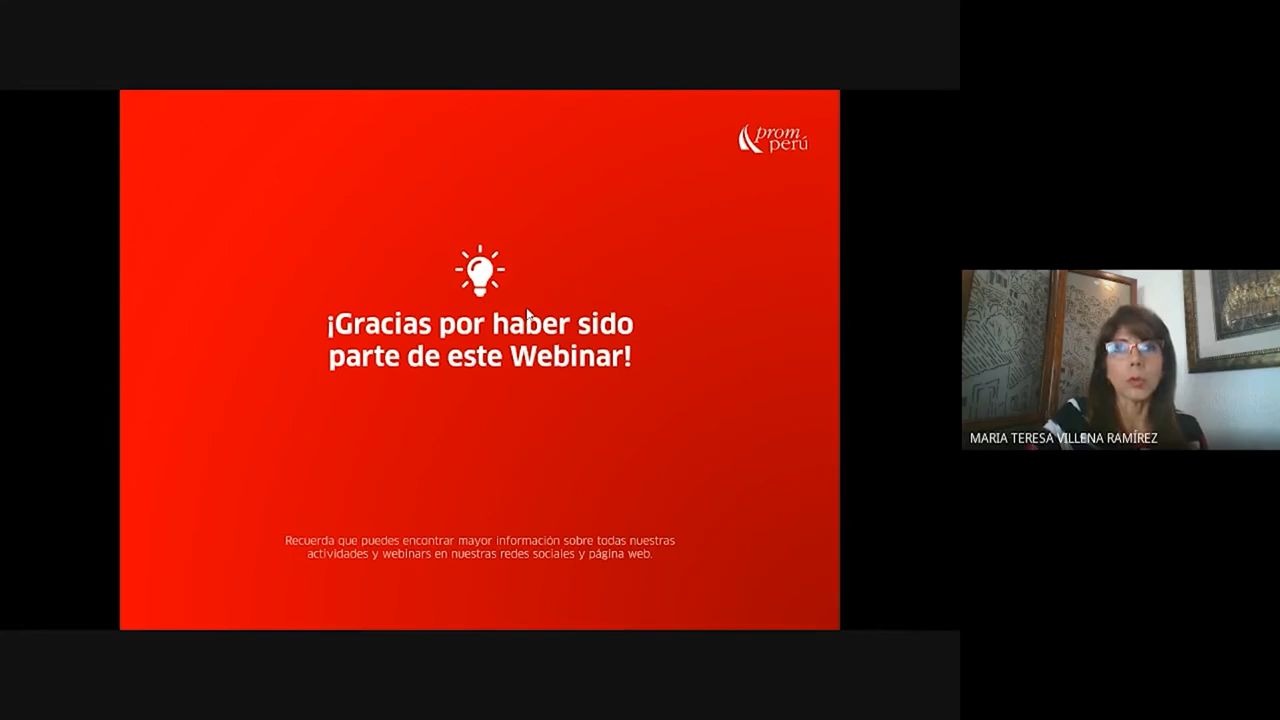 prom
perú
¡Gracias por haber sido
parte de este Webinar!
Recuerda que puedes encontrar mayor información sobre todas nuestras
actividades y webinars en nuestras redes sociales y página web.
MARIA TERESA VILLENA RAMÍREZ